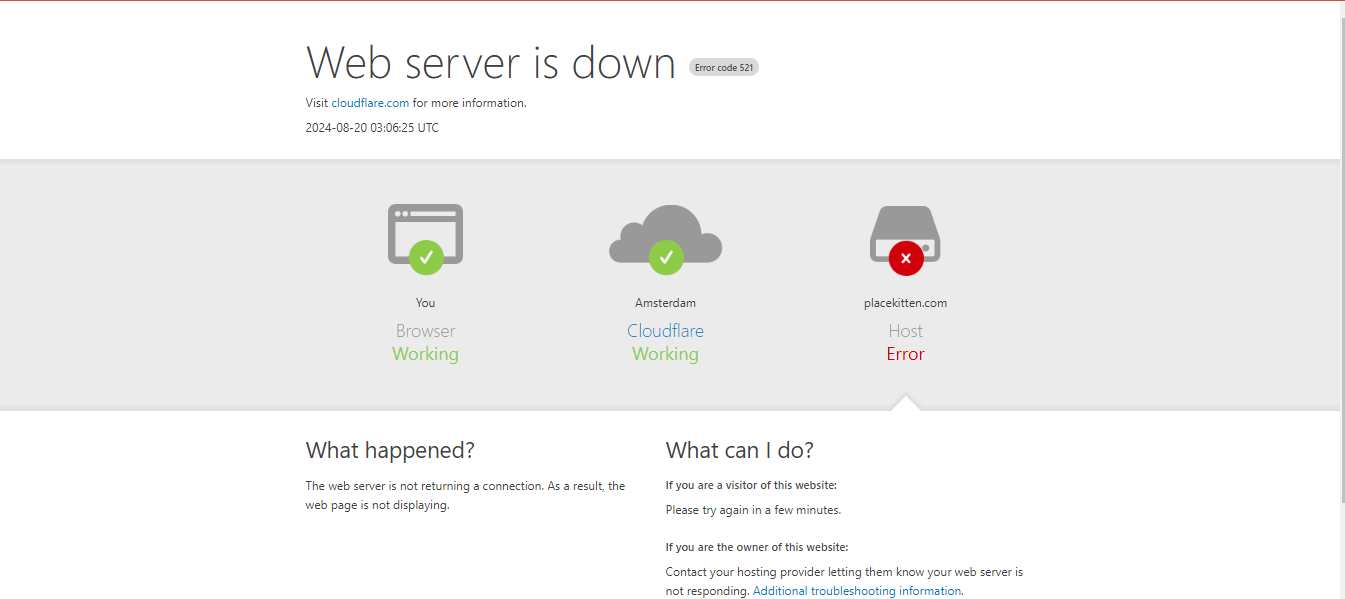 Web server is down Error code 521
Visit cloudflare.com for more information.
2024-08-20 03:06:25 UTC
You
Browser
Working
Amsterdam
Cloudflare
Working
placekitten.com
Host
Error
What happened?
The web server is not returning a connection. As a result, the
web page is not displaying.
What can I do?
If you are a visitor of this website:
Please try again in a few minutes.
If you are the owner of this website:
Contact your hosting provider letting them know your web server is
not responding. Additional troubleshooting information.